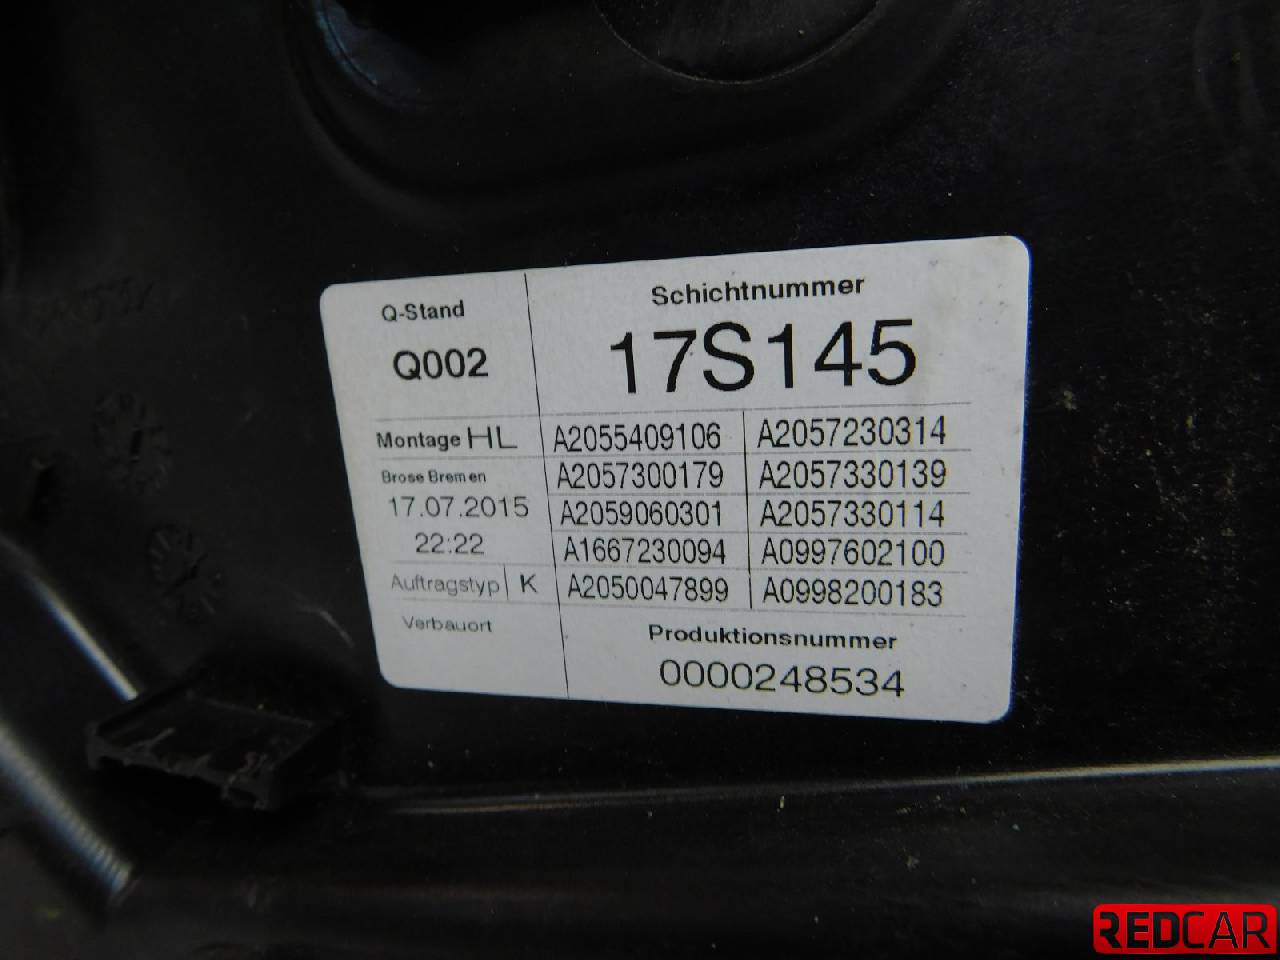 Q-Stand
Q002
Schichtnummer
17S145
Montage HL
Brose Bremen
17.07.2015
22:22
Auftragstyp K
Verbauort
A2055409106 A2057230314
A2057300179 A2057330139
A2059060301 A2057330114
A1667230094 A0997602100
A2050047899 A0998200183
Produktionsnummer
0000248534
REDCAR